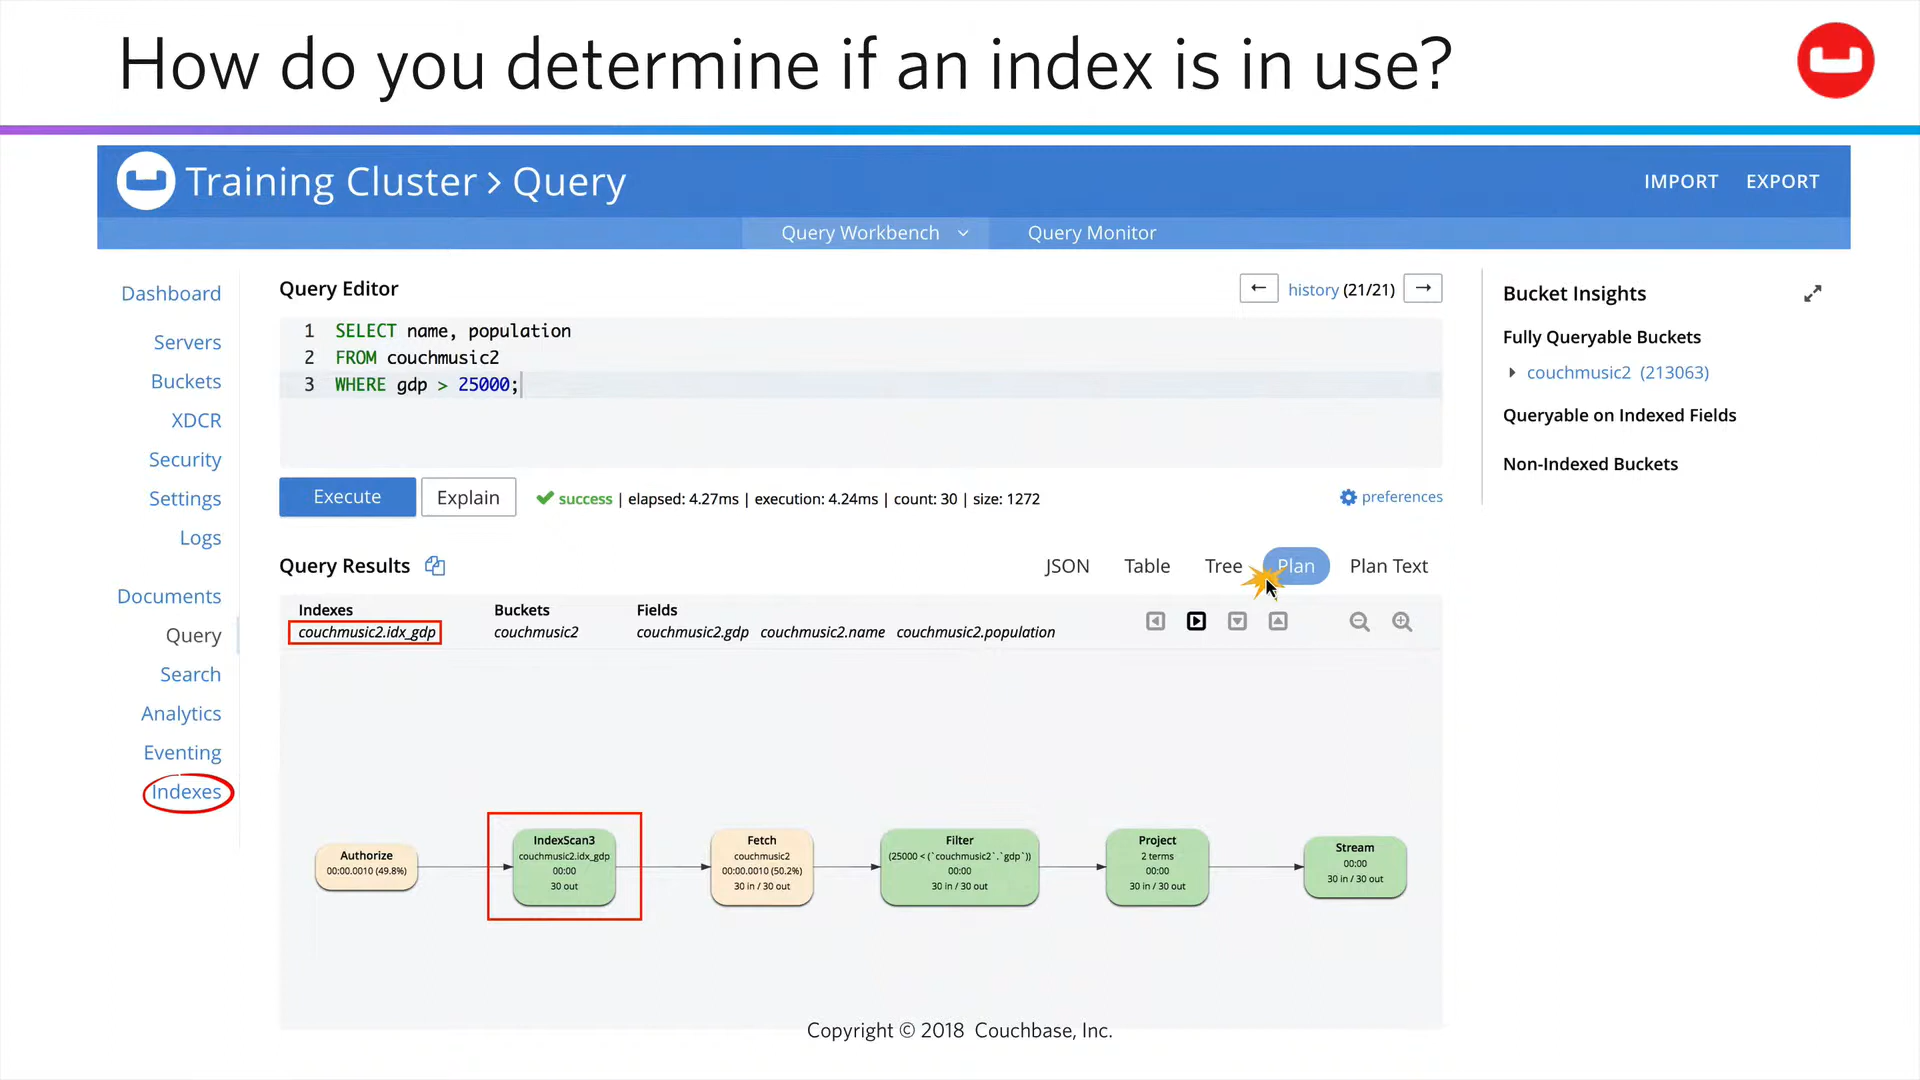 How do you determine if an index is in use?
Training Cluster › Query
IMPORT EXPORT
Query Workbench Query Monitor
Dashboard
Servers
Buckets
XDCR
Security
Settings
Logs
Documents
Query
Search
Analytics
Eventing
Indexes
Query Editor
history (21/21)
1 SELECT name, population
2 FROM couchmusic2
3 WHERE gdp > 25000;
Execute Explain success | elapsed: 4.27ms | execution: 4.24ms | count: 30 | size: 1272
preferences
Query Results
JSON Table Tree Plan Plan Text
Indexes Buckets Fields
couchmusic2.idx_gdp couchmusic2 couchmusic2.gdp couchmusic2.name couchmusic2.population
Authorize
00:00.0010 (49.8%)
IndexScan3
couchmusic2.idx_gdp
00:00
30 out
Fetch
couchmusic2
00:00.0010 (50.2%)
30 in / 30 out
Filter
(25000 < (`couchmusic2`.`gdp`))
00:00
30 in / 30 out
Project
2 terms
00:00
30 in / 30 out
Stream
00:00
30 in / 30 out
Bucket Insights
Fully Queryable Buckets
couchmusic2 (213063)
Queryable on Indexed Fields
Non-Indexed Buckets
Copyright © 2018 Couchbase, Inc.